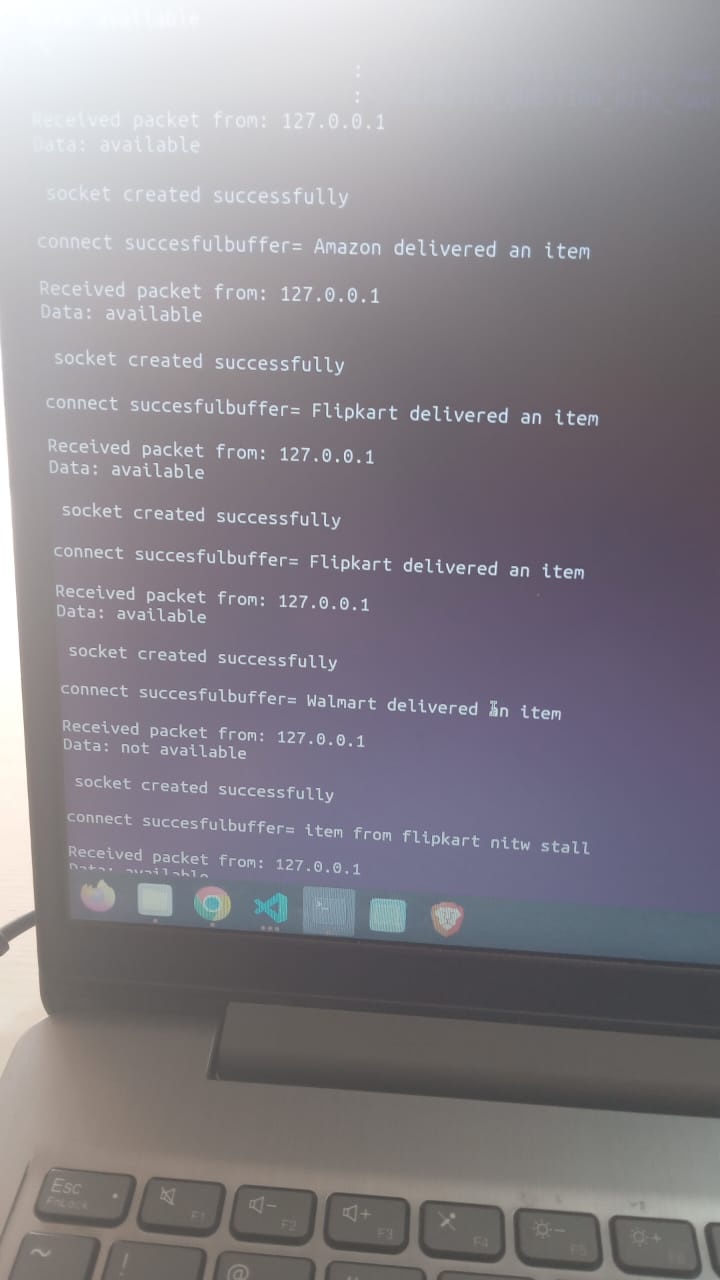 available
:
:
Received packet from: 127.0.0.1
Data: available
socket created successfully
connect succesfulbuffer= Amazon delivered an item
Received packet from: 127.0.0.1
Data: available
socket created successfully
connect succesfulbuffer= Flipkart delivered an item
Received packet from: 127.0.0.1
Data: available
socket created successfully
connect succesfulbuffer= Flipkart delivered an item
Received packet from: 127.0.0.1
Data: available
socket created successfully
connect succesfulbuffer= Walmart delivered an item
Received packet from: 127.0.0.1
Data: not available
socket created successfully
connect succesfulbuffer= item from flipkart nitw stall
Received packet from: 127.0.0.1
Data: available
Esc
FnLock
F1
F2
F3
F4
F5
F6
~
!
@